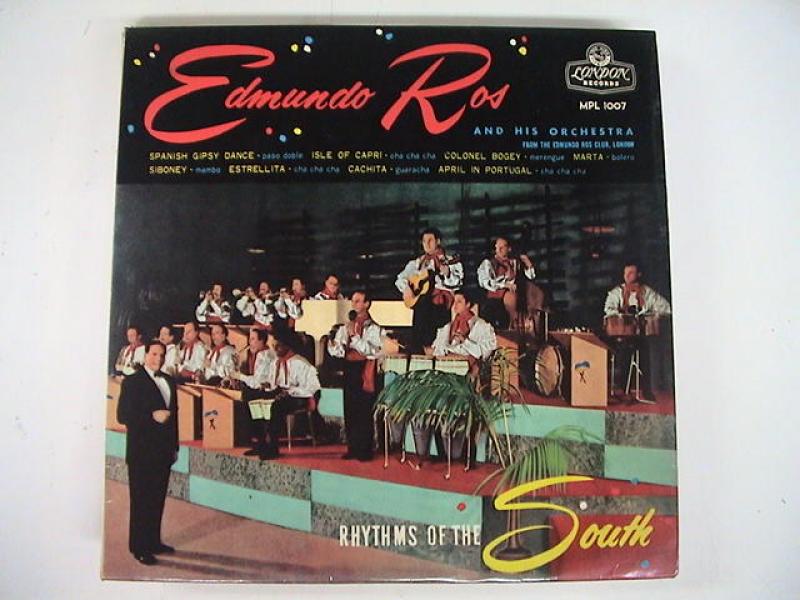 Edmundo Ros
LONDON
RECORDS
MPL 1007
AND HIS ORCHESTRA
FROM THE EDMUNDO ROS CLUB, LONDON
SPANISH GIPSY DANCE - paso doble ISLE OF CAPRI - cha cha cha COLONEL BOGEY - merengue MARTA - bolero
SIBONEY - mambo ESTRELLITA - cha cha cha CACHITA - guaracha APRIL IN PORTUGAL - cha cha cha
RHYTHMS OF THE South